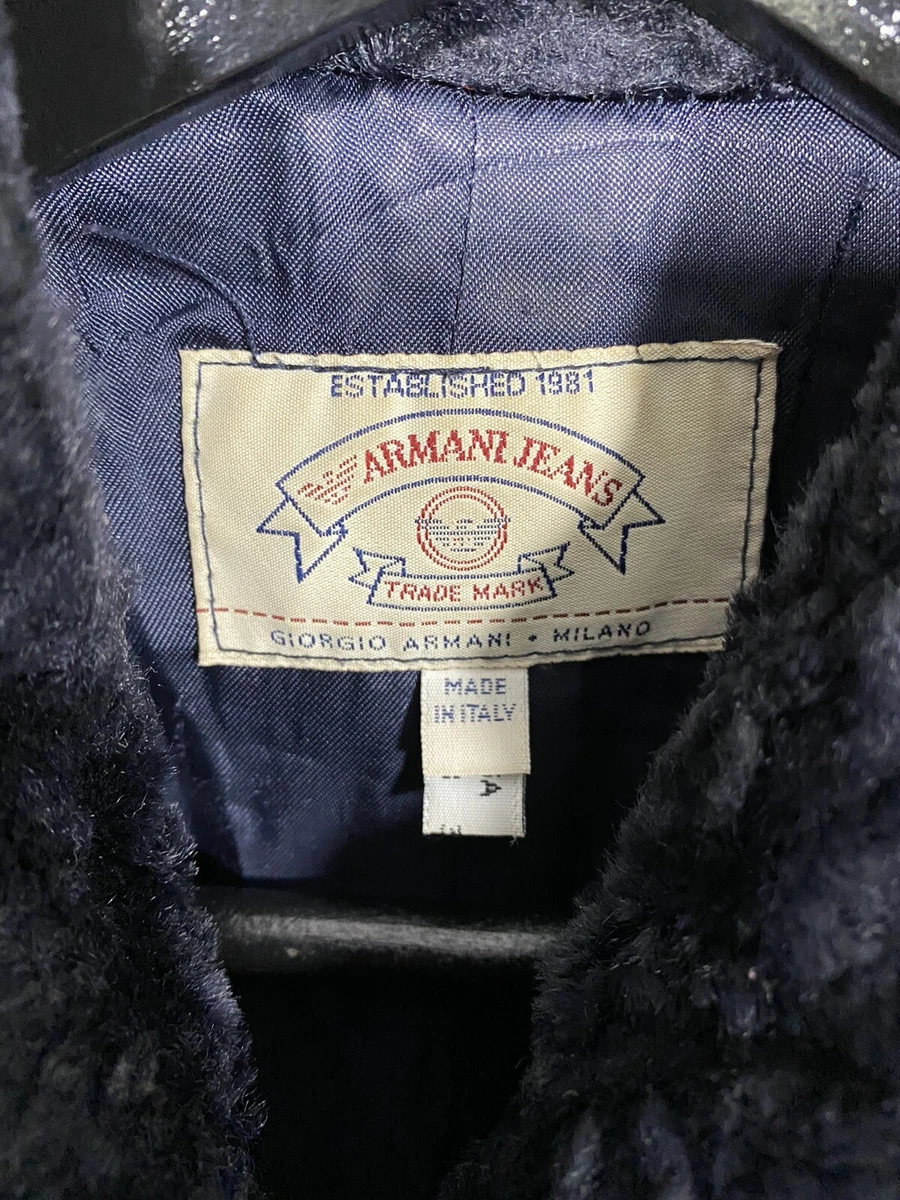 ESTABLISHED 1981
ARMANI JEANS
TRADE MARK
GIORGIO ARMANI • MILANO
MADE
IN ITALY